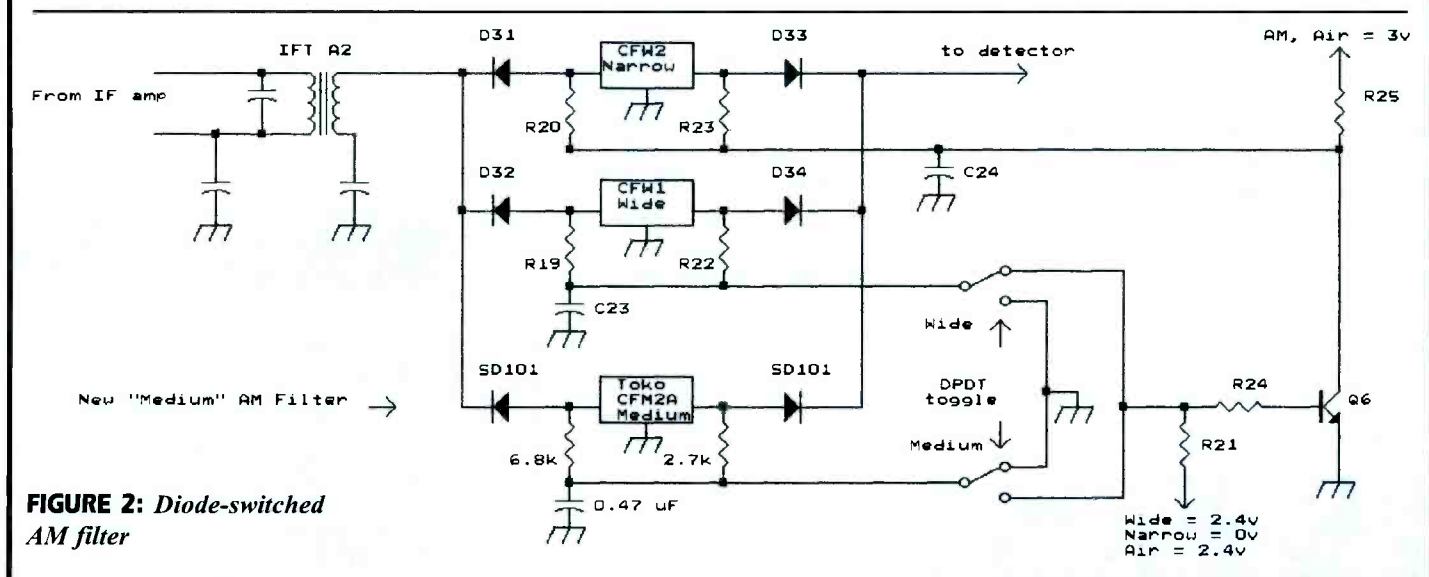 IFT A2
From IF amp
D31
CFW2
Narrow
D33
to detector
AM, Air = 3v
R25
R20
R23
C24
D32
CFW1
Wide
D34
R19
R22
C23
Wide
DPDT
toggle
Medium
R24
Q6
R21
Wide = 2.4v
Narrow = 0v
Air = 2.4v
SD101
Toko
CFM2A
Medium
SD101
New "Medium" AM Filter
6.8k
2.7k
0.47 uF
FIGURE 2: Diode-switched
AM filter